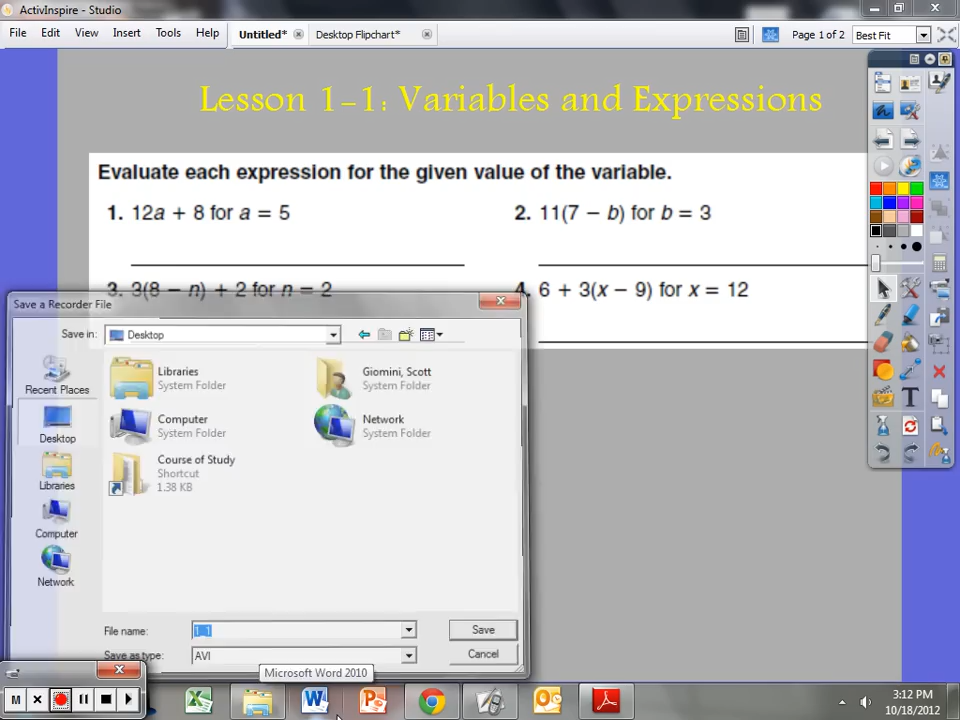 ActivInspire - Studio
File Edit View Insert Tools Help Untitled* Desktop Flipchart* Page 1 of 2 Best Fit
Lesson 1-1: Variables and Expressions
Evaluate each expression for the given value of the variable.
1. 12a + 8 for a = 5
2. 11(7 − b) for b = 3
3. 3(8 − n) + 2 for n = 2
4. 6 + 3(x − 9) for x = 12
Save a Recorder File
Save in: Desktop
Recent Places
Desktop
Libraries
Computer
Network
Libraries
System Folder
Giomini, Scott
System Folder
Computer
System Folder
Network
System Folder
Course of Study
Shortcut
1.38 KB
File name: 1_1 Save
Save as type: AVI Cancel
Microsoft Word 2010
M
3:12 PM
10/18/2012